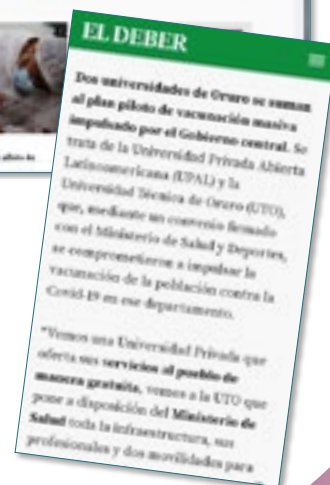 EL DEBER
Dos universidades de Oruro se suman
al plan piloto de vacunación masiva
impulsado por el Gobierno central. Se
trata de la Universidad Privada Abierta
Latinoamericana (UPAL) y la
Universidad Técnica de Oruro (UTO),
que, mediante un convenio firmado
con el Ministerio de Salud y Deportes,
se comprometieron a impulsar la
vacunación de la población contra la
Covid-19 en ese departamento.
"Vemos una Universidad Privada que
oferta sus servicios al pueblo de
manera gratuita, vemos a la UTO que
pone a disposición del Ministerio de
Salud toda la infraestructura, sus
profesionales y dos movilidades para